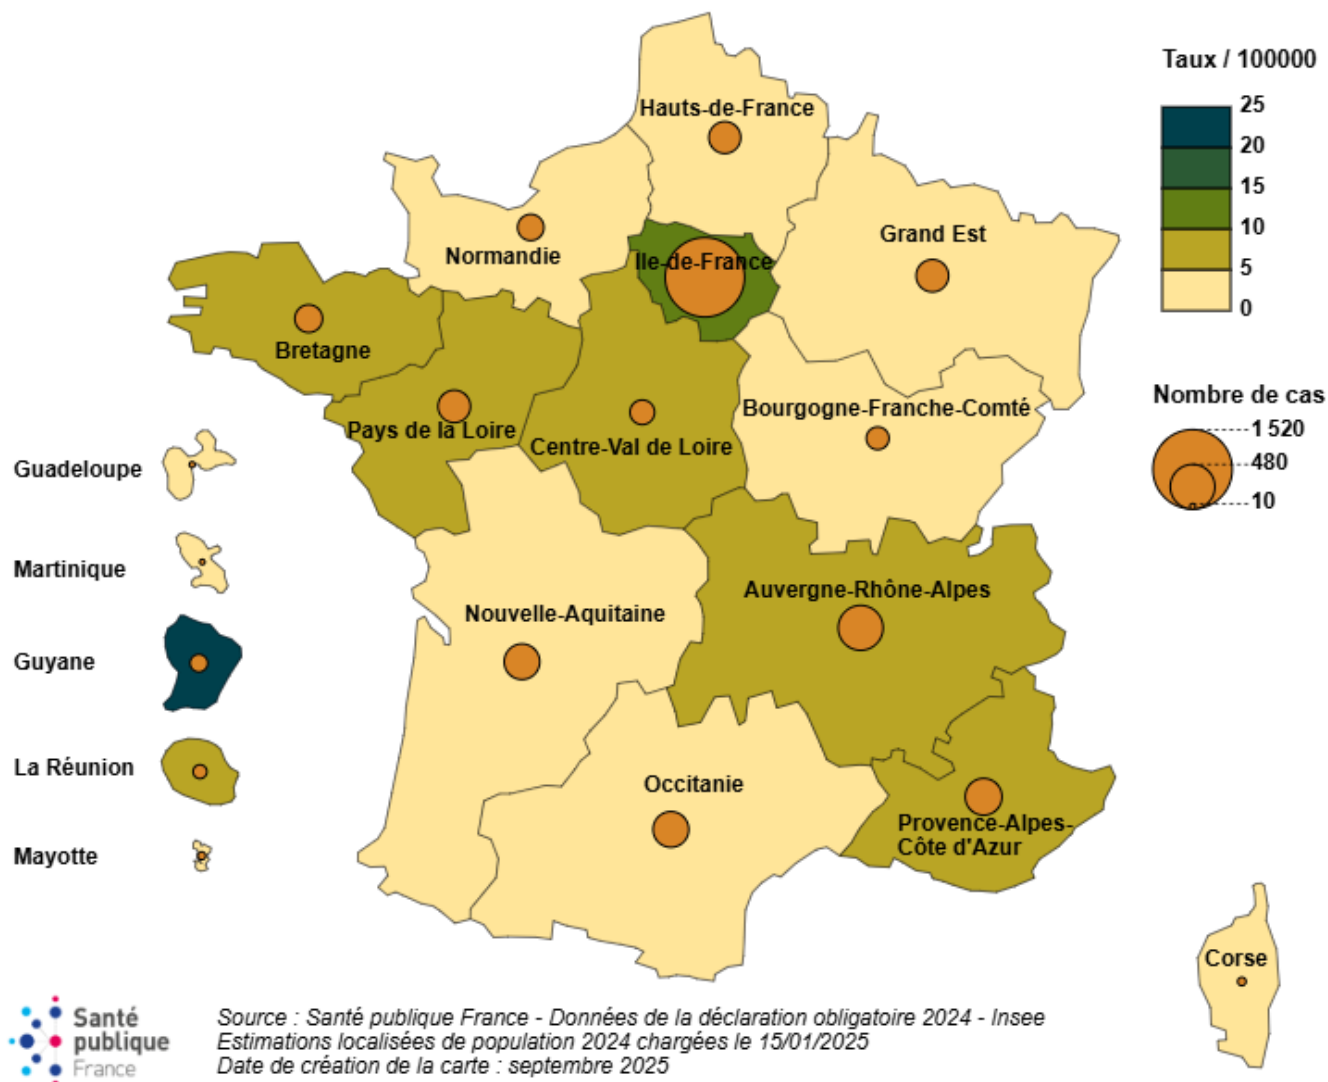 Taux / 100000
25
20
15
10
5
0
Nombre de cas
1 520
480
10
Hauts-de-France
Normandie
Ile-de-France
Grand Est
Bretagne
Pays de la Loire
Centre-Val de Loire
Bourgogne-Franche-Comté
Guadeloupe
Martinique
Guyane
La Réunion
Mayotte
Nouvelle-Aquitaine
Auvergne-Rhône-Alpes
Occitanie
Provence-Alpes-
Côte d'Azur
Corse
Santé
publique
France
Source : Santé publique France - Données de la déclaration obligatoire 2024 - Insee
Estimations localisées de population 2024 chargées le 15/01/2025
Date de création de la carte : septembre 2025